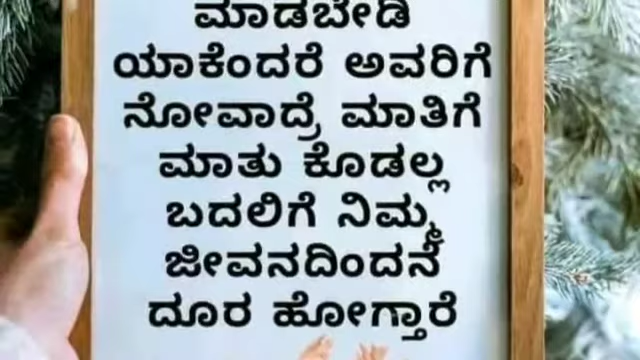 ಮಾಡಬೇಡಿ
ಯಾಕೆಂದರೆ ಅವರಿಗೆ
ನೋವಾದ್ರೆ ಮಾತಿಗೆ
ಮಾತು ಕೊಡಲ್ಲ
ಬದಲಿಗೆ ನಿಮ್ಮ
ಜೀವನದಿಂದನೆ
ದೂರ ಹೋಗ್ತಾರೆ